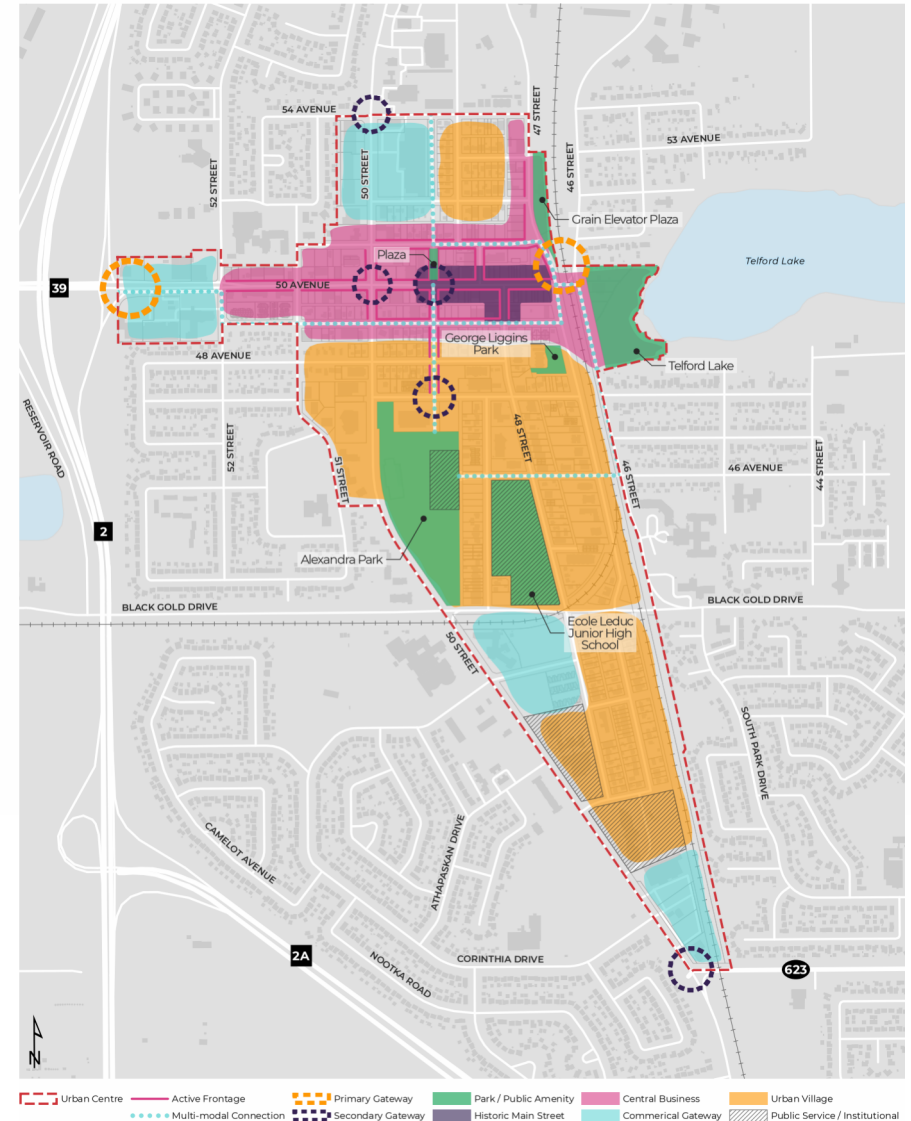 54 AVENUE
47 STREET
53 AVENUE
50 STREET
52 STREET
46 STREET
Grain Elevator Plaza
Plaza
Telford Lake
39
50 AVENUE
George Liggins
Park
48 AVENUE
Telford Lake
RESERVOIR ROAD
52 STREET
48 STREET
44 STREET
51 STREET
46 AVENUE
46 STREET
2
Alexandra Park
BLACK GOLD DRIVE
BLACK GOLD DRIVE
Ecole Leduc
Junior High
School
50 STREET
SOUTH PARK DRIVE
CAMELOT AVENUE
ATHAPASKAN DRIVE
2A
NOOTKA ROAD
CORINTHIA DRIVE
623
N
Urban Centre
Active Frontage
Primary Gateway
Park / Public Amenity
Central Business
Urban Village
Multi-modal Connection
Secondary Gateway
Historic Main Street
Commerical Gateway
Public Service / Institutional